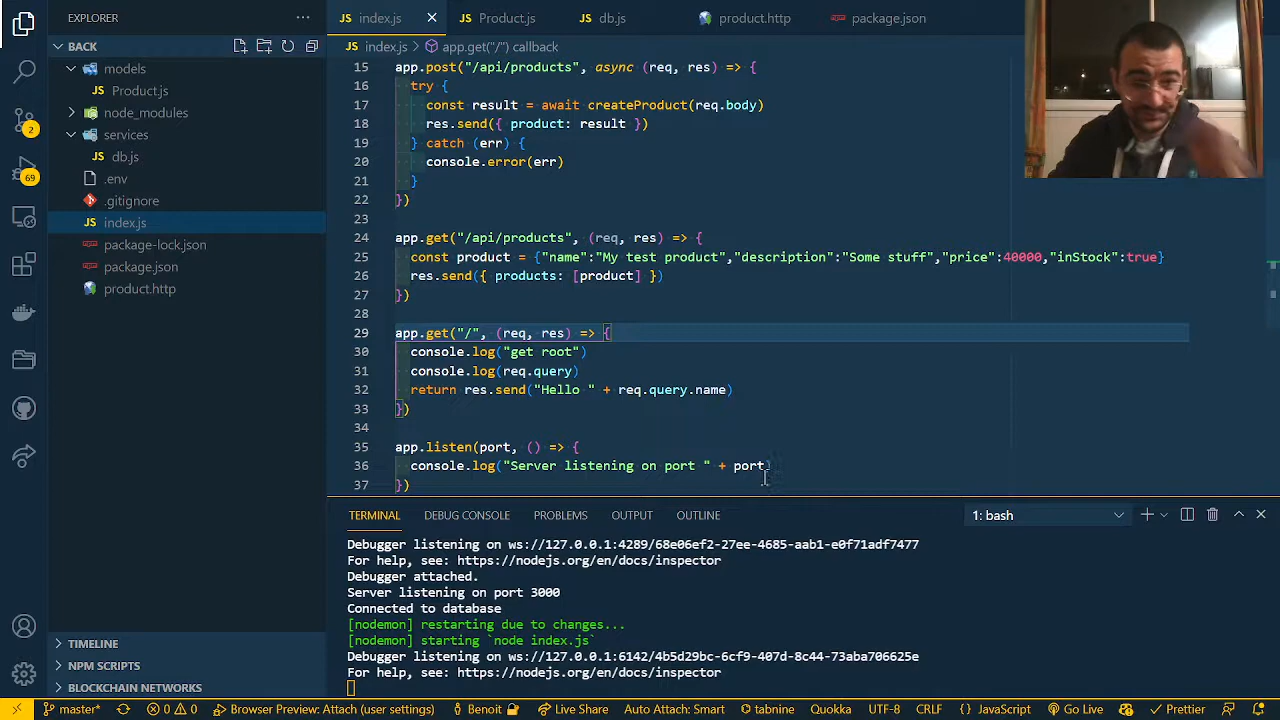 EXPLORER
JS index.js
JS Product.js
JS db.js
product.http
package.json
BACK
models
JS Product.js
node_modules
services
JS db.js
.env
.gitignore
JS index.js
package-lock.json
package.json
product.http
TIMELINE
NPM SCRIPTS
BLOCKCHAIN NETWORKS
2
69
JS index.js > app.get("/") callback
15 app.post("/api/products", async (req, res) => {
16 try {
17 const result = await createProduct(req.body)
18 res.send({ product: result })
19 } catch (err) {
20 console.error(err)
21 }
22 })
23
24 app.get("/api/products", (req, res) => {
25 const product = {"name":"My test product","description":"Some stuff","price":40000,"inStock":true}
26 res.send({ products: [product] })
27 })
28
29 app.get("/", (req, res) => {
30 console.log("get root")
31 console.log(req.query)
32 return res.send("Hello " + req.query.name)
33 })
34
35 app.listen(port, () => {
36 console.log("Server listening on port " + port)
37 })
TERMINAL DEBUG CONSOLE PROBLEMS OUTPUT OUTLINE 1: bash
Debugger listening on ws://127.0.0.1:4289/68e06ef2-27ee-4685-aab1-e0f71adf7477
For help, see: https://nodejs.org/en/docs/inspector
Debugger attached.
Server listening on port 3000
Connected to database
[nodemon] restarting due to changes...
[nodemon] starting `node index.js`
Debugger listening on ws://127.0.0.1:6142/4b5d29bc-6cf9-407d-8c44-73aba706625e
For help, see: https://nodejs.org/en/docs/inspector
master* 0 0 Browser Preview: Attach (user settings) Benoit Live Share Auto Attach: Smart tabnine Quokka UTF-8 CRLF {} JavaScript Go Live Prettier